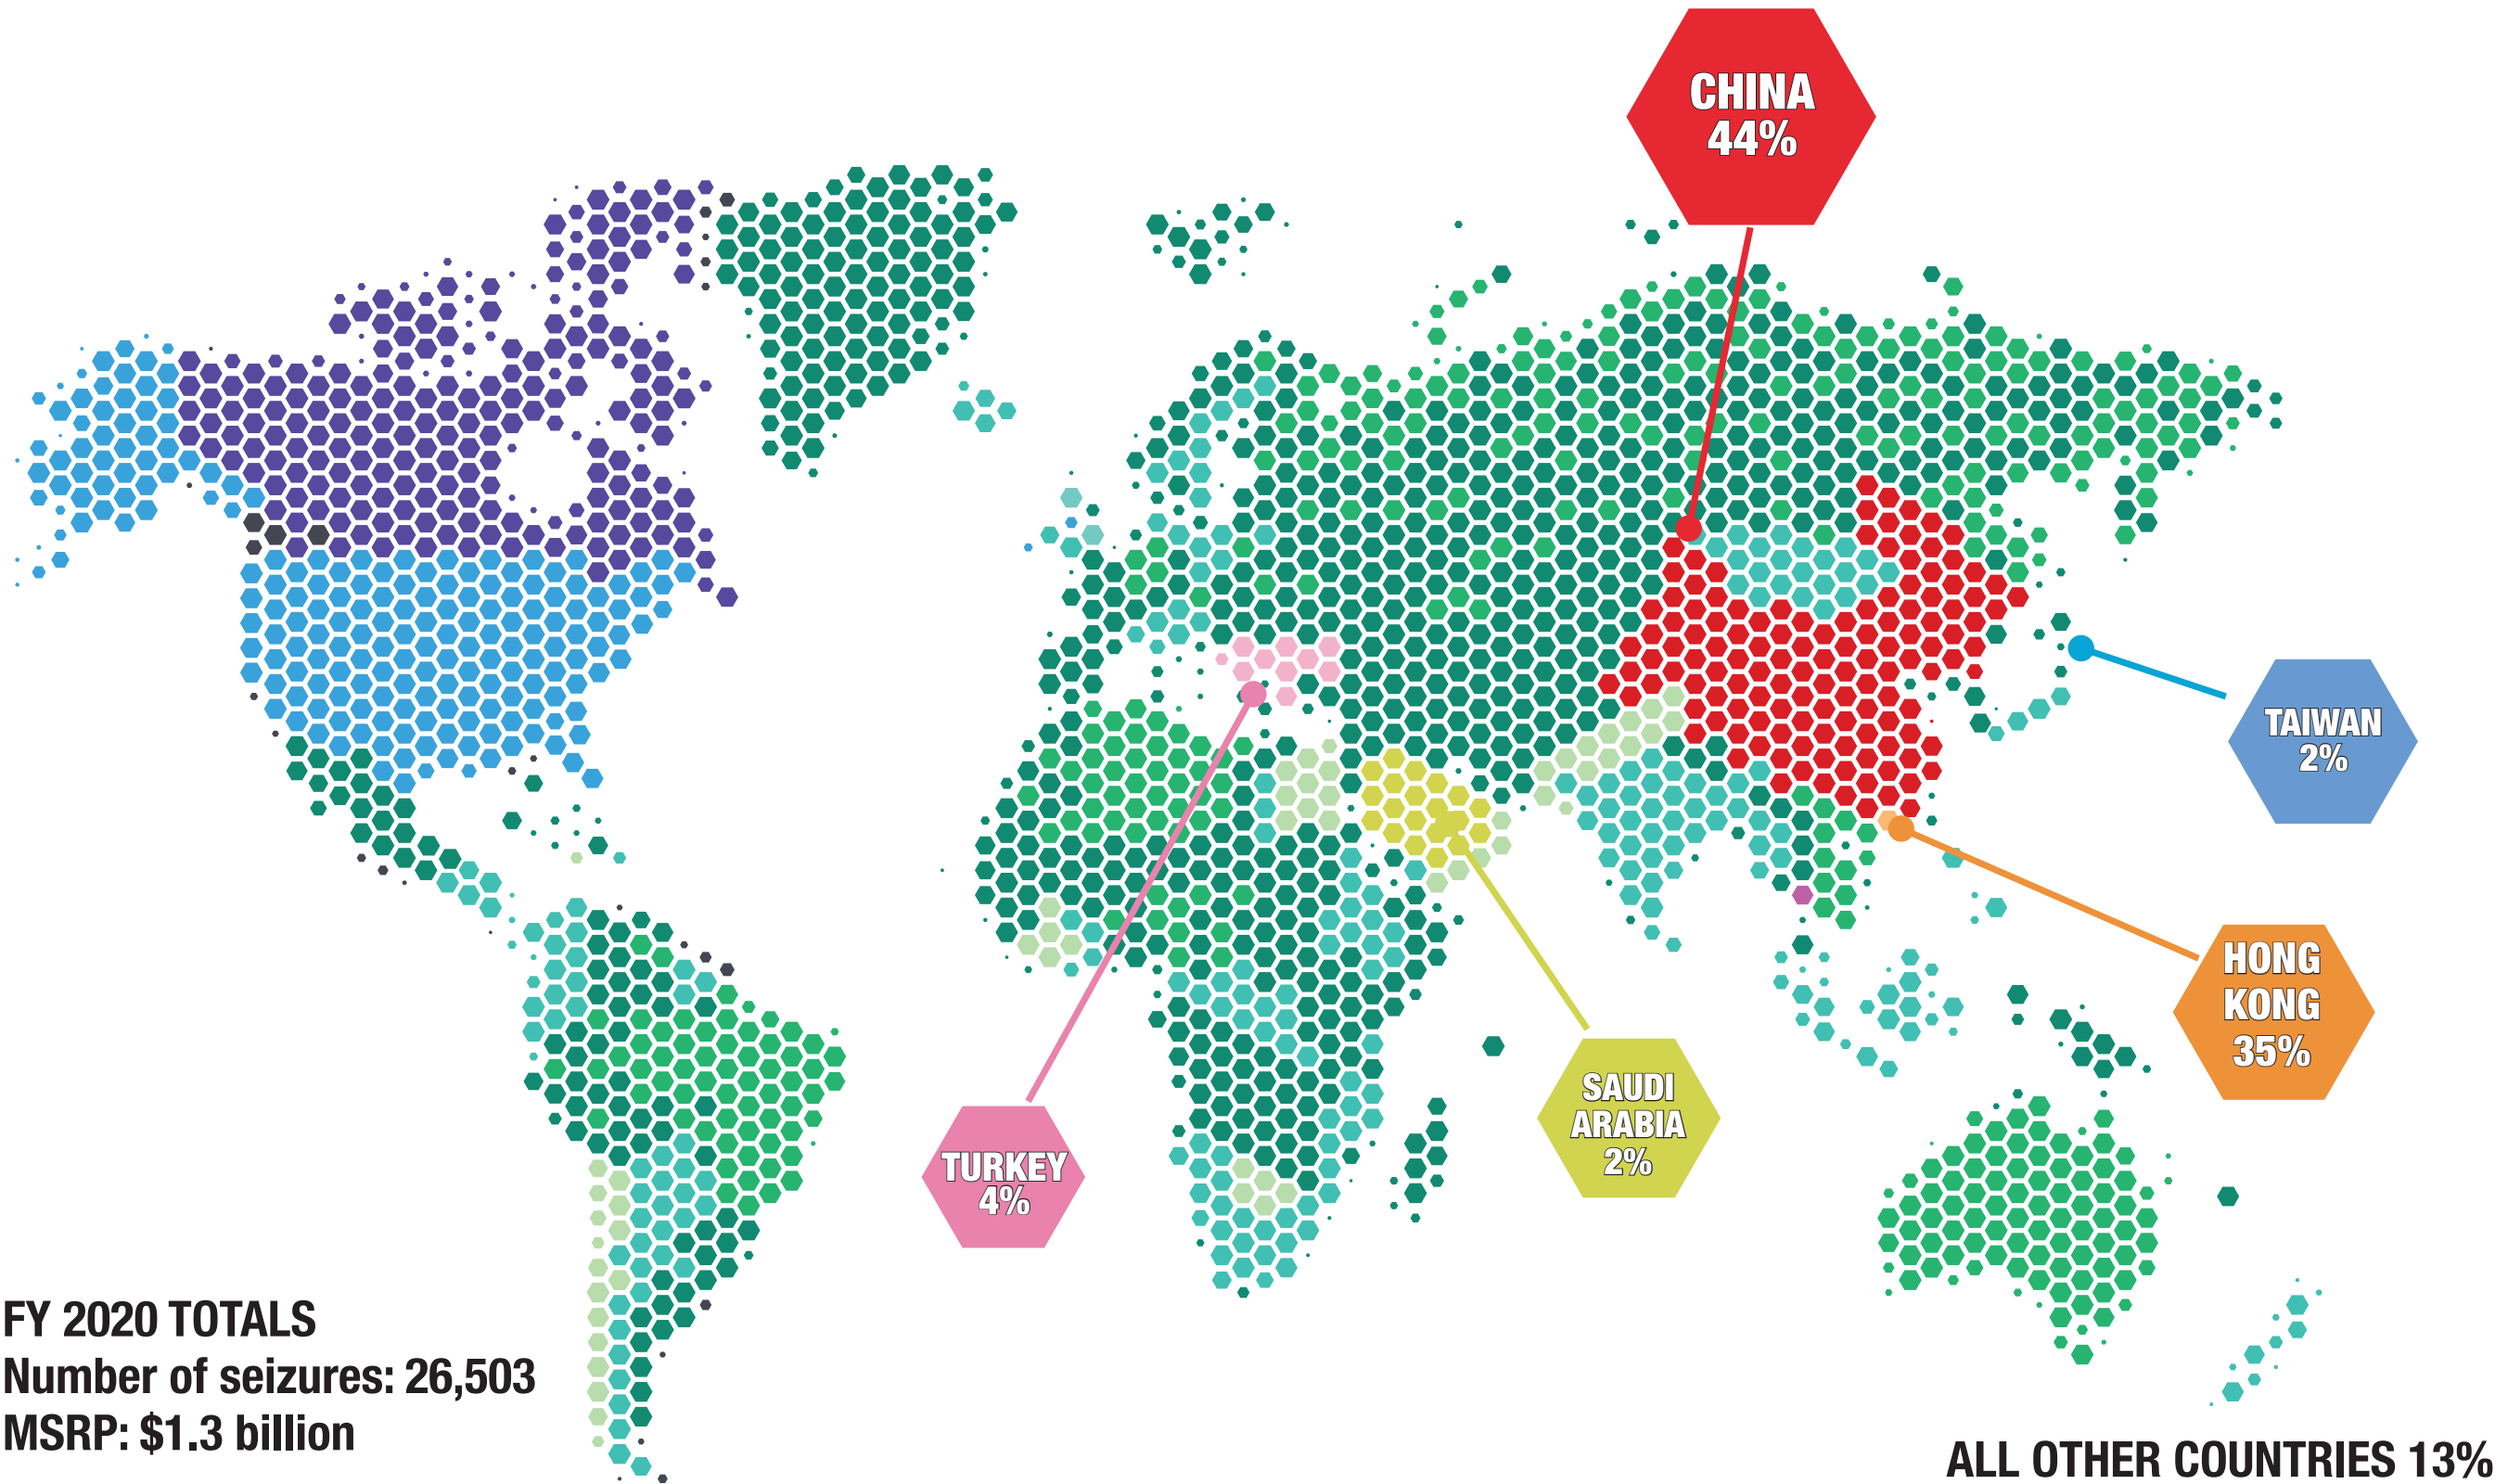 CHINA
44%
TAIWAN
2%
HONG
KONG
35%
SAUDI
ARABIA
2%
TURKEY
4%
FY 2020 TOTALS
Number of seizures: 26,503
MSRP: $1.3 billion
ALL OTHER COUNTRIES 13%